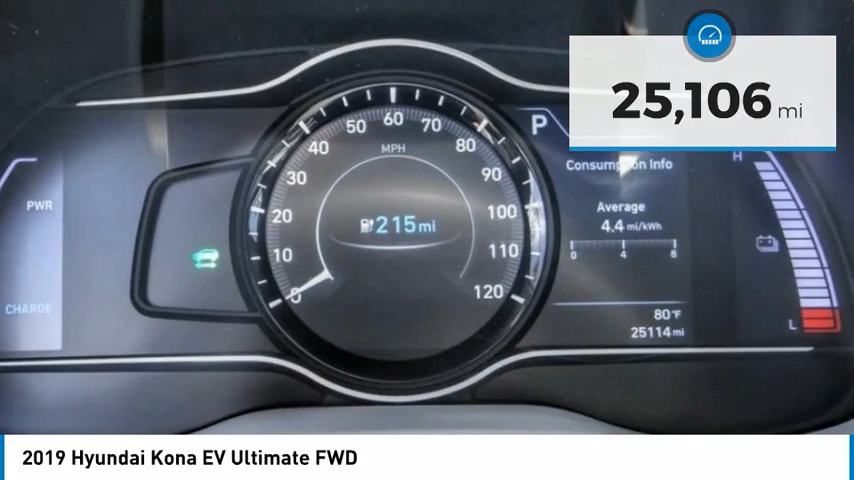 25,106 mi
60
50 70
40 80
MPH
30 90
20 100
10 110
0 120
215mi
PWR
CHARGE
P
Consumption Info
Average
4.4 mi/kWh
0 4 8
80°F
25114mi
H
L
2019 Hyundai Kona EV Ultimate FWD